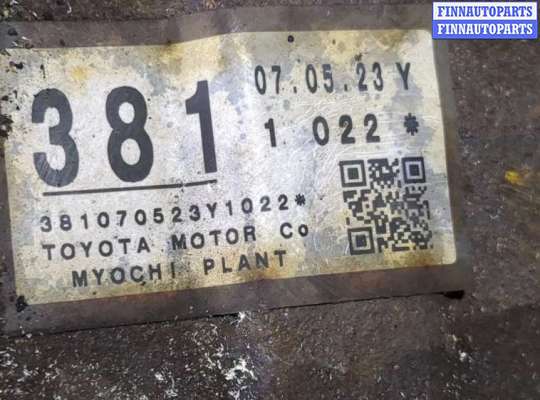 FINNAUTOPARTS
FINNAUTOPARTS
381
07.05.23 Y
1 022 *
381070523Y1022*
TOYOTA MOTOR Co
MYOCHI PLANT